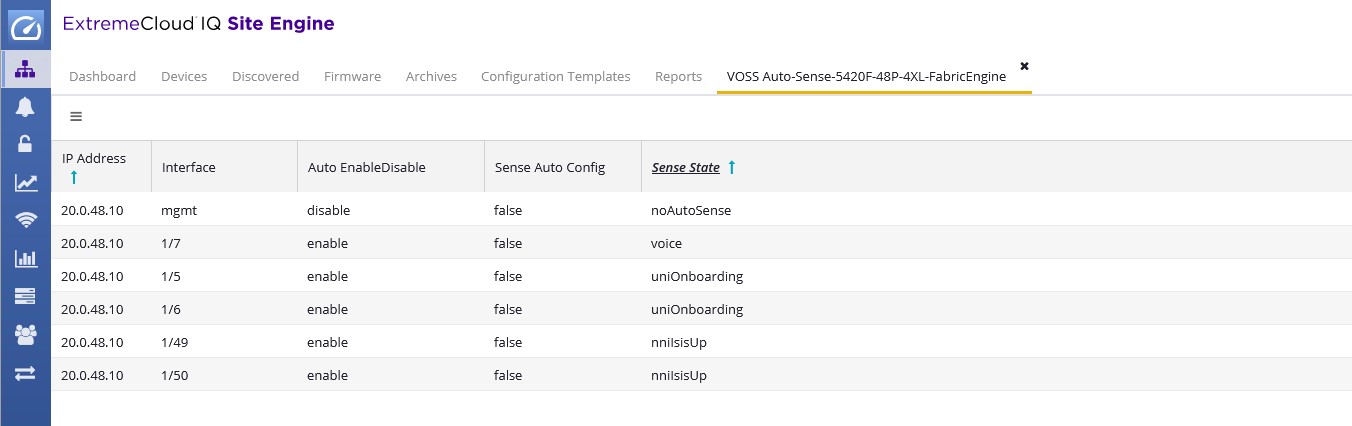 ExtremeCloud IQ Site Engine
Dashboard Devices Discovered Firmware Archives Configuration Templates Reports VOSS Auto-Sense-5420F-48P-4XL-FabricEngine
IP Address Interface Auto EnableDisable Sense Auto Config Sense State
20.0.48.10 mgmt disable false noAutoSense
20.0.48.10 1/7 enable false voice
20.0.48.10 1/5 enable false uniOnboarding
20.0.48.10 1/6 enable false uniOnboarding
20.0.48.10 1/49 enable false nniIsisUp
20.0.48.10 1/50 enable false nniIsisUp